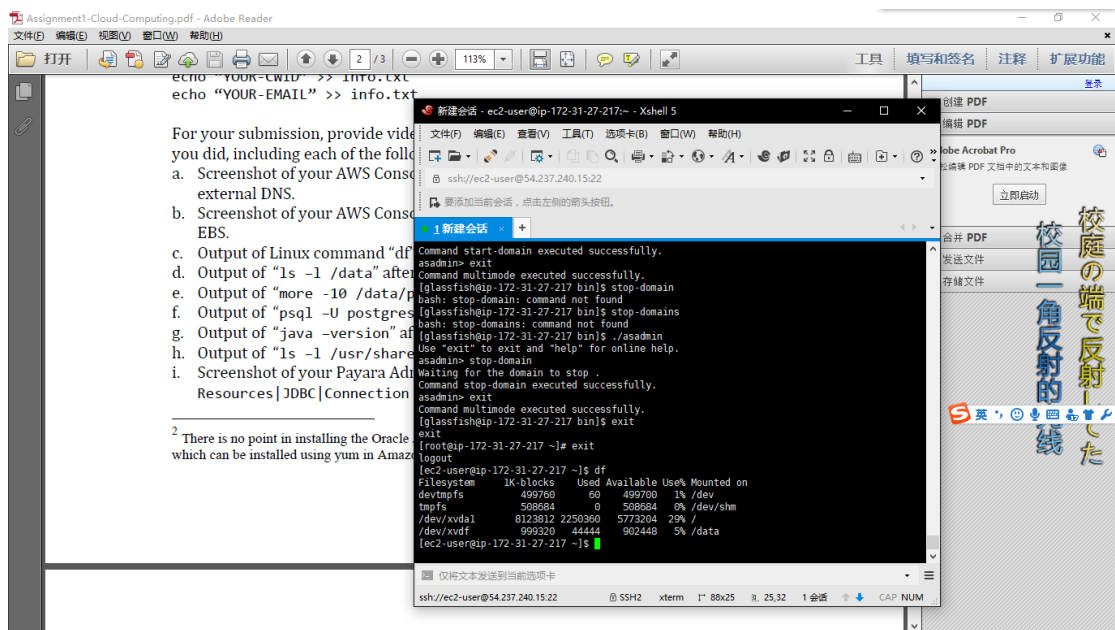 Assignment1-Cloud-Computing.pdf - Adobe Reader
文件(F) 编辑(E) 视图(V) 窗口(W) 帮助(H)
打开 2 / 3 113% 工具 填写和签名 注释 扩展功能
登录
创建 PDF
编辑 PDF
obe Acrobat Pro
松编辑 PDF 文档中的文本和图像
立即启动
合并 PDF
发送文件
存储文件
echo “YOUR-CWID” >> info.txt
echo “YOUR-EMAIL” >> info.txt
For your submission, provide vide
you did, including each of the follo
a. Screenshot of your AWS Conso
external DNS.
b. Screenshot of your AWS Conso
EBS.
c. Output of Linux command “df”
d. Output of “ls –l /data” after
e. Output of “more -10 /data/p
f. Output of “psql –U postgres
g. Output of “java –version” af
h. Output of “ls –l /usr/share
i. Screenshot of your Payara Adm
Resources|JDBC|Connection
2 There is no point in installing the Oracle
which can be installed using yum in Amazo
新建会话 - ec2-user@ip-172-31-27-217:~ - Xshell 5
文件(F) 编辑(E) 查看(V) 工具(T) 选项卡(B) 窗口(W) 帮助(H)
ssh://ec2-user@54.237.240.15:22
要添加当前会话，点击左侧的箭头按钮。
1 新建会话 × +
Command start-domain executed successfully.
asadmin> exit
Command multimode executed successfully.
[glassfish@ip-172-31-27-217 bin]$ stop-domain
bash: stop-domain: command not found
[glassfish@ip-172-31-27-217 bin]$ stop-domains
bash: stop-domains: command not found
[glassfish@ip-172-31-27-217 bin]$ ./asadmin
Use "exit" to exit and "help" for online help.
asadmin> stop-domain
Waiting for the domain to stop .
Command stop-domain executed successfully.
asadmin> exit
Command multimode executed successfully.
[glassfish@ip-172-31-27-217 bin]$ exit
exit
[root@ip-172-31-27-217 ~]# exit
logout
[ec2-user@ip-172-31-27-217 ~]$ df
Filesystem 1K-blocks Used Available Use% Mounted on
devtmpfs 499760 60 499700 1% /dev
tmpfs 508684 0 508684 0% /dev/shm
/dev/xvda1 8123812 2250360 5773204 29% /
/dev/xvdf 999320 44444 902448 5% /data
[ec2-user@ip-172-31-27-217 ~]$
仅将文本发送到当前选项卡
ssh://ec2-user@54.237.240.15:22 SSH2 xterm 88x25 25,32 1 会话 CAP NUM
校庭の端で反射した
校园一角反射的线
英